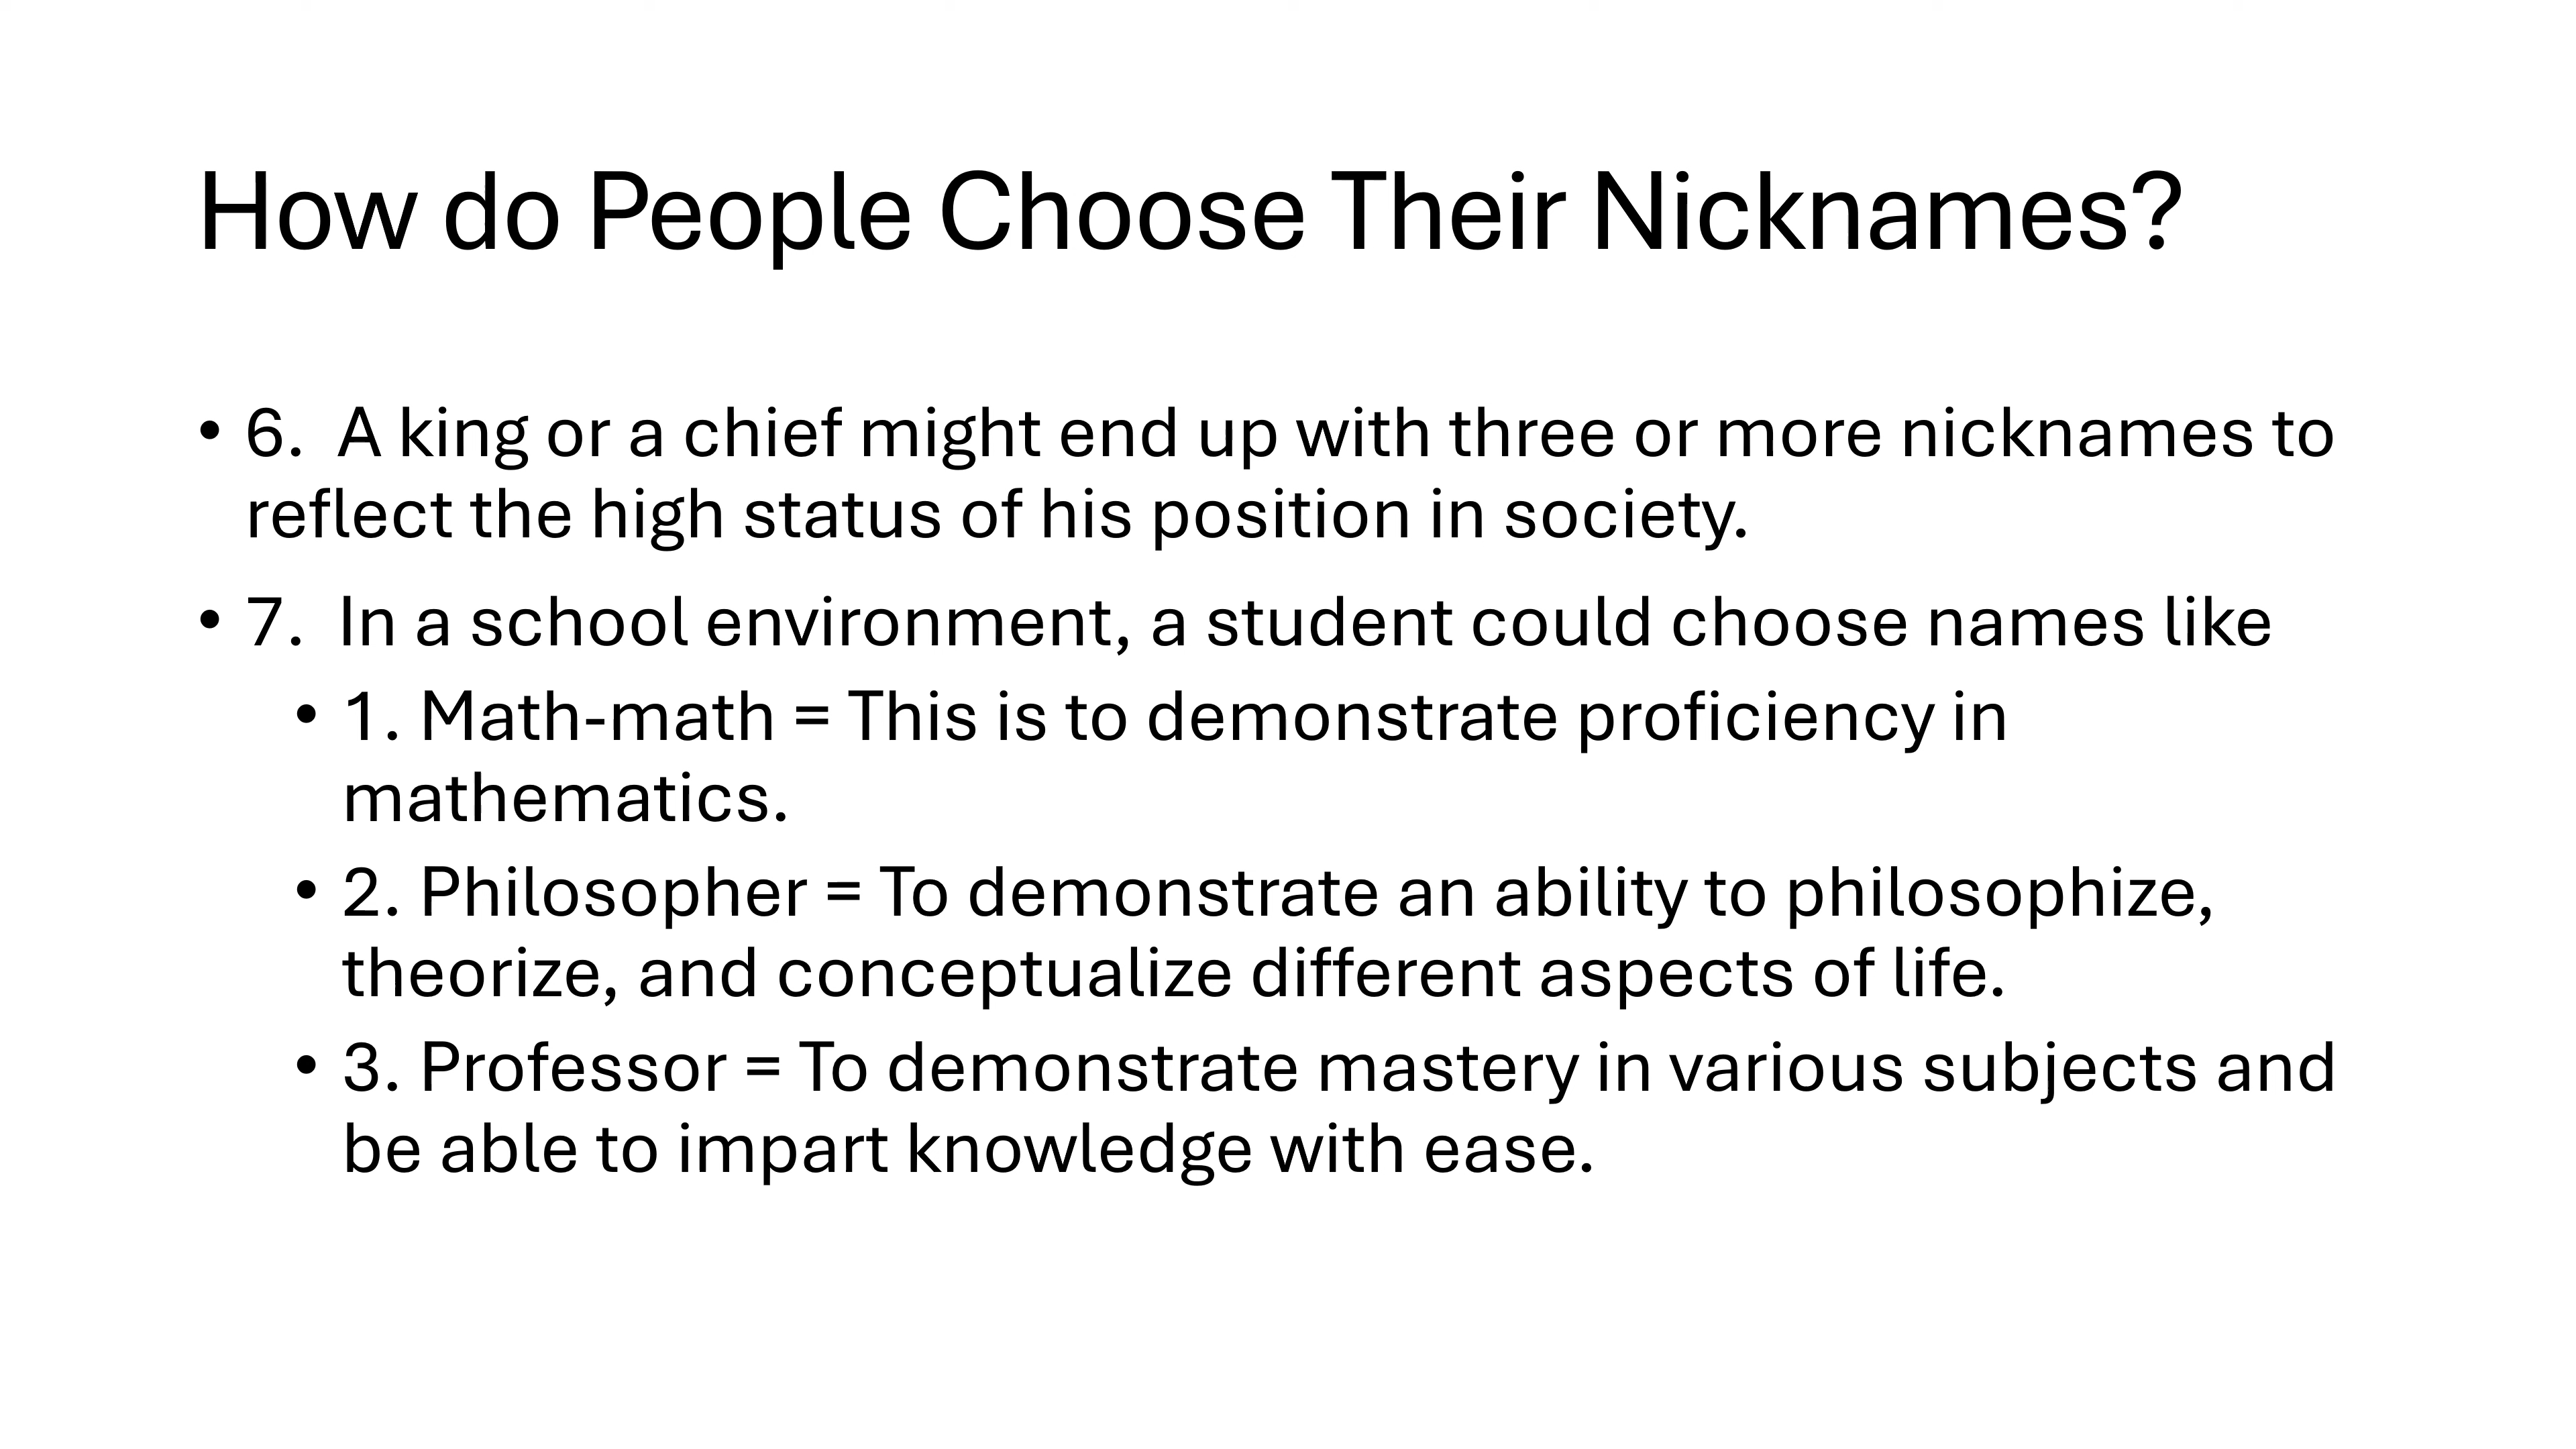 How do People Choose Their Nicknames?
• 6.  A king or a chief might end up with three or more nicknames to
reflect the high status of his position in society.
• 7.  In a school environment, a student could choose names like
• 1. Math-math = This is to demonstrate proficiency in
mathematics.
• 2. Philosopher = To demonstrate an ability to philosophize,
theorize, and conceptualize different aspects of life.
• 3. Professor = To demonstrate mastery in various subjects and
be able to impart knowledge with ease.